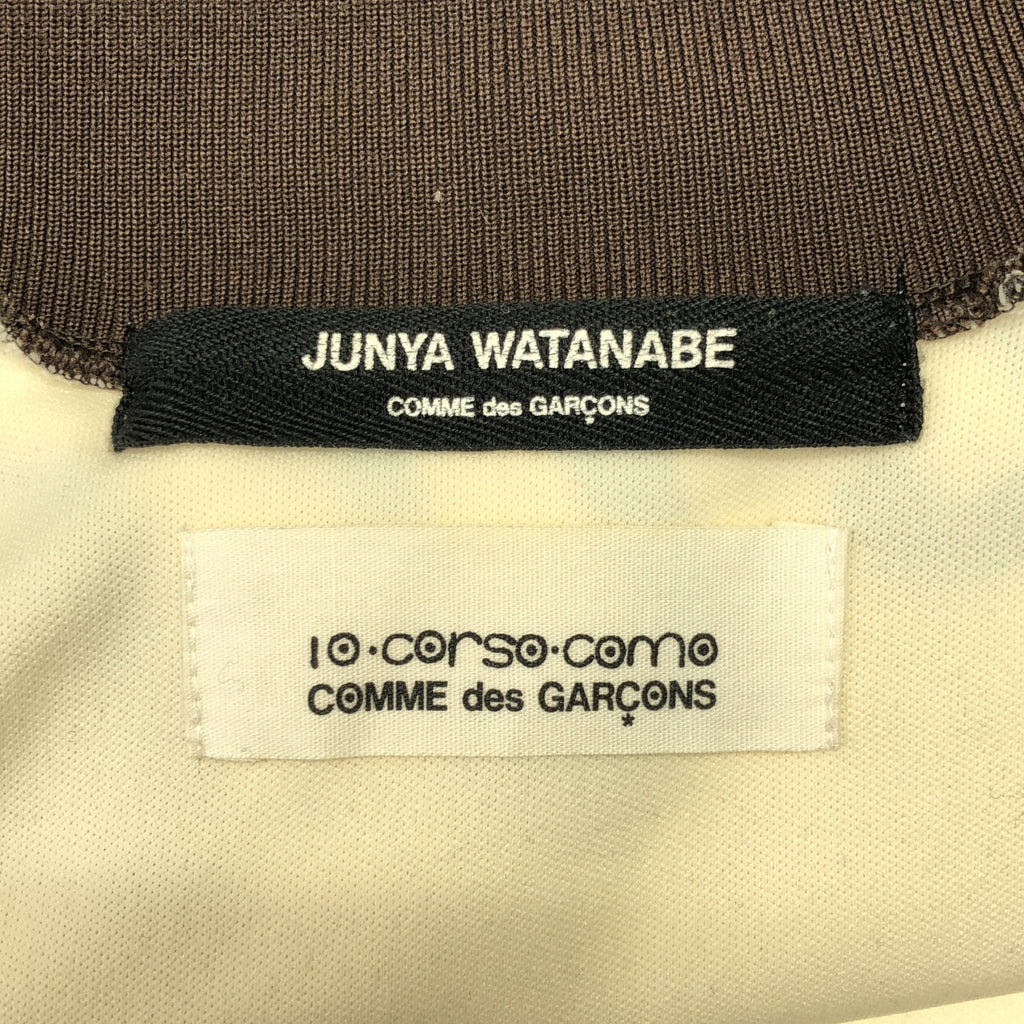 JUNYA WATANABE
COMME des GARÇONS
10·corso·como
COMME des GARÇONS
*